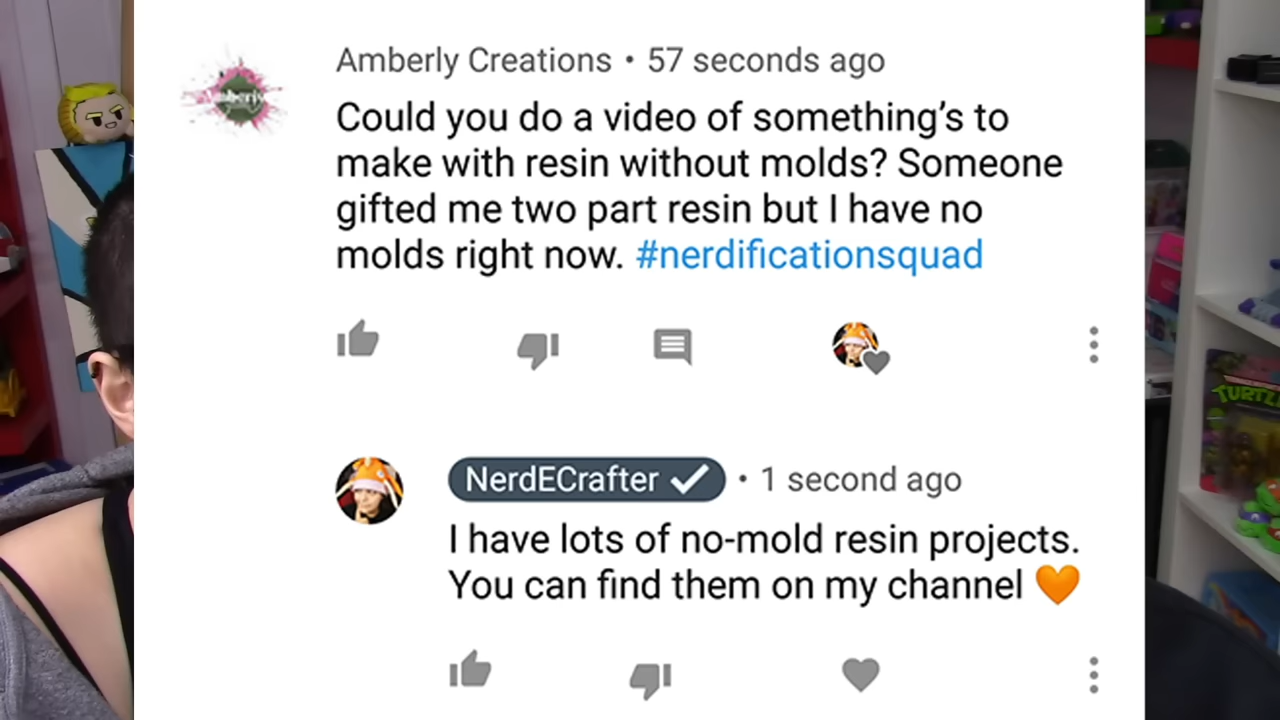 Amberly Creations • 57 seconds ago
Could you do a video of something’s to
make with resin without molds? Someone
gifted me two part resin but I have no
molds right now. #nerdificationsquad
NerdECrafter • 1 second ago
I have lots of no-mold resin projects.
You can find them on my channel 🧡
TURTL